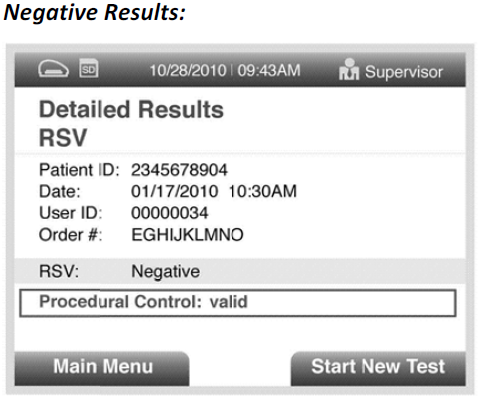 Negative Results:
SD 10/28/2010 | 09:43AM Supervisor
Detailed Results
RSV
Patient ID: 2345678904
Date: 01/17/2010 10:30AM
User ID: 00000034
Order #: EGHIJKLMNO
RSV: Negative
Procedural Control: valid
Main Menu Start New Test